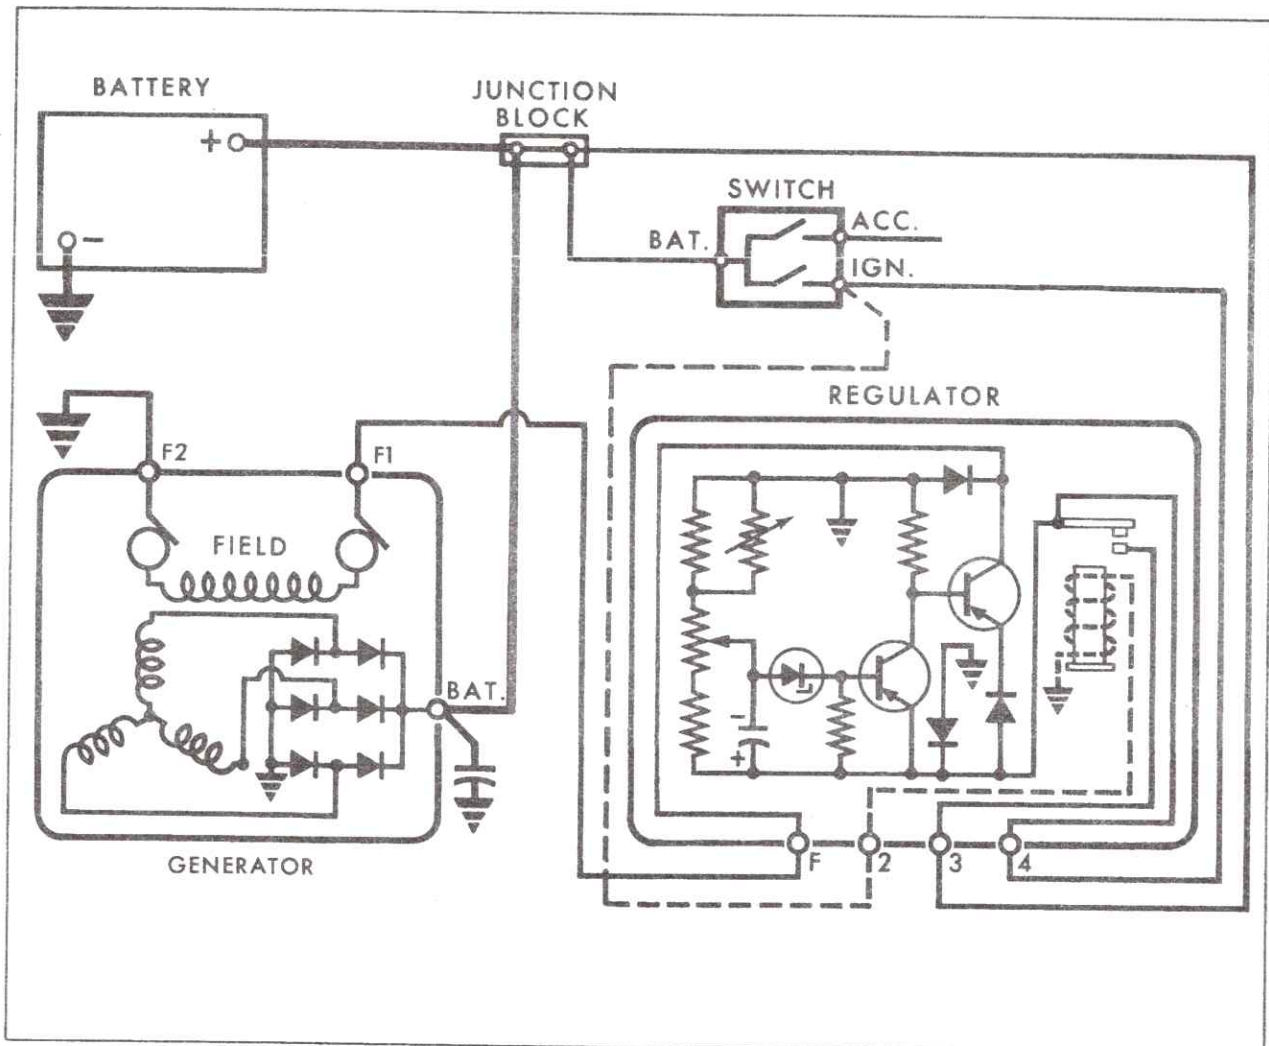 BATTERY
+
-
JUNCTION
BLOCK
SWITCH
BAT.
ACC.
IGN.
REGULATOR
F2
F1
FIELD
BAT.
GENERATOR
-
+
F
2
3
4